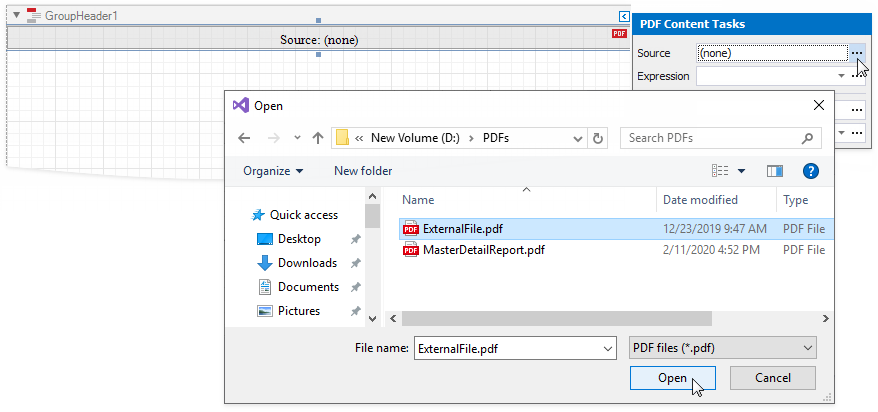 GroupHeader1
Source: (none)
PDF
PDF Content Tasks
Source (none) ...
Expression ...
...
...
Open
« New Volume (D:) > PDFs
Search PDFs
Organize
New folder
?
Name Date modified Type
Quick access
Desktop
Downloads
Documents
Pictures
PDF ExternalFile.pdf 12/23/2019 9:47 AM PDF File
PDF MasterDetailReport.pdf 2/11/2020 4:52 PM PDF File
File name: ExternalFile.pdf PDF files (*.pdf)
Open Cancel